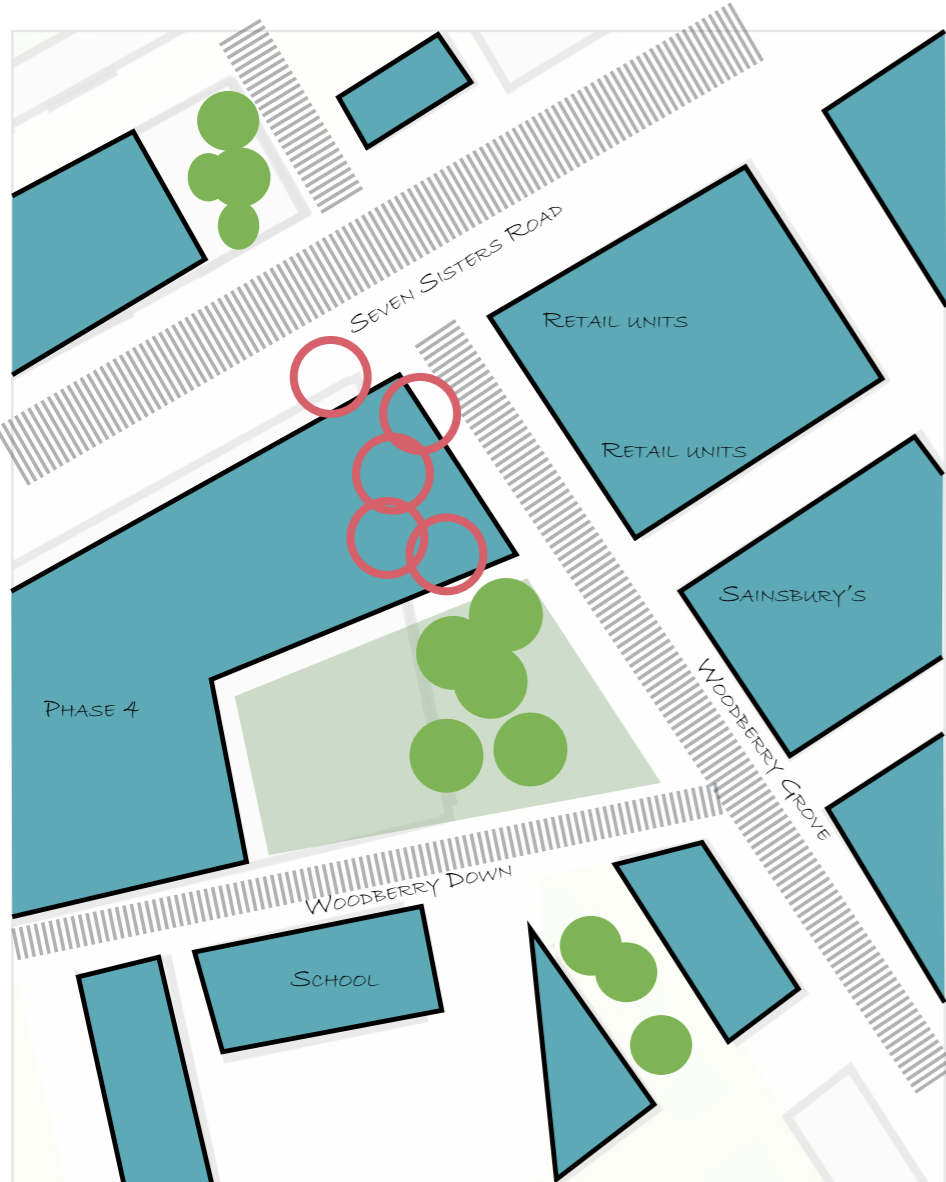 Seven Sisters Road
Retail units
Retail units
Sainsbury's
Woodberry Grove
Phase 4
Woodberry Down
School